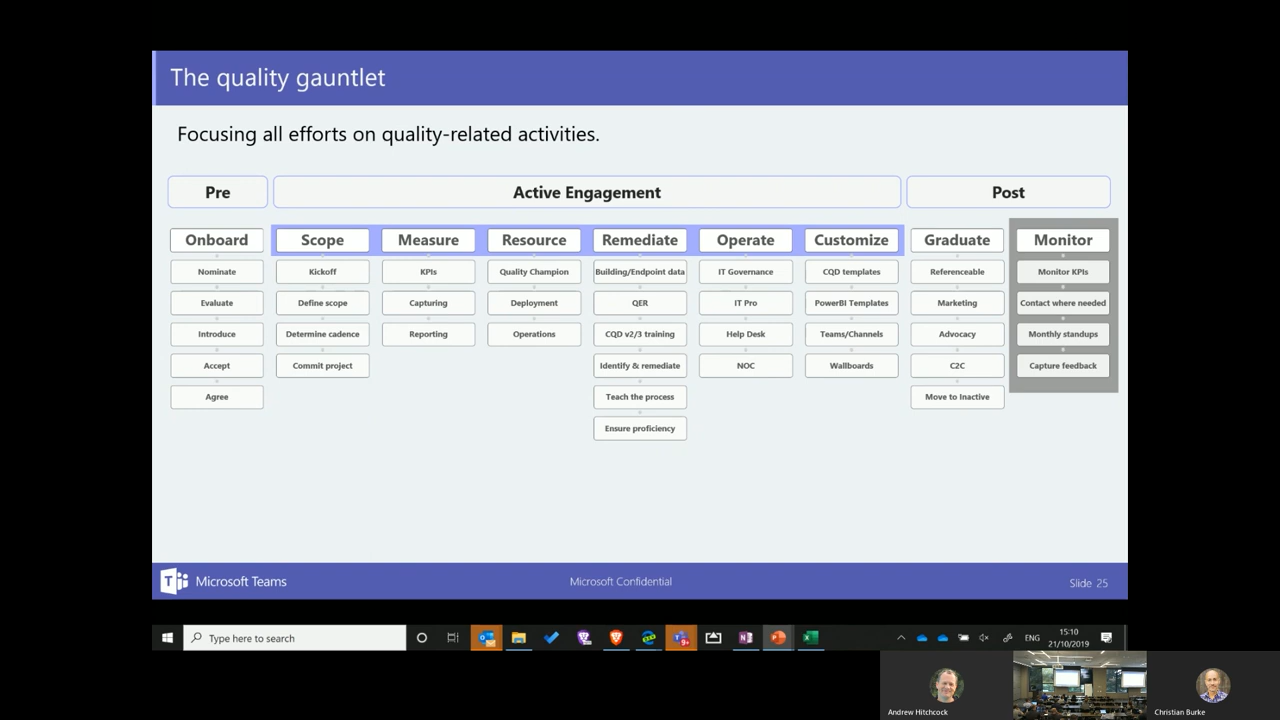 The quality gauntlet
Focusing all efforts on quality-related activities.
Pre
Active Engagement
Post
Onboard
Nominate
Evaluate
Introduce
Accept
Agree
Scope
Kickoff
Define scope
Determine cadence
Commit project
Measure
KPIs
Capturing
Reporting
Resource
Quality Champion
Deployment
Operations
Remediate
Building/Endpoint data
QER
CQD v2/3 training
Identify & remediate
Teach the process
Ensure proficiency
Operate
IT Governance
IT Pro
Help Desk
NOC
Customize
CQD templates
PowerBI Templates
Teams/Channels
Wallboards
Graduate
Referenceable
Marketing
Advocacy
C2C
Move to Inactive
Monitor
Monitor KPIs
Contact where needed
Monthly standups
Capture feedback
Microsoft Teams
Microsoft Confidential
Slide 25
Type here to search
ENG
15:10
21/10/2019
Andrew Hitchcock
Christian Burke